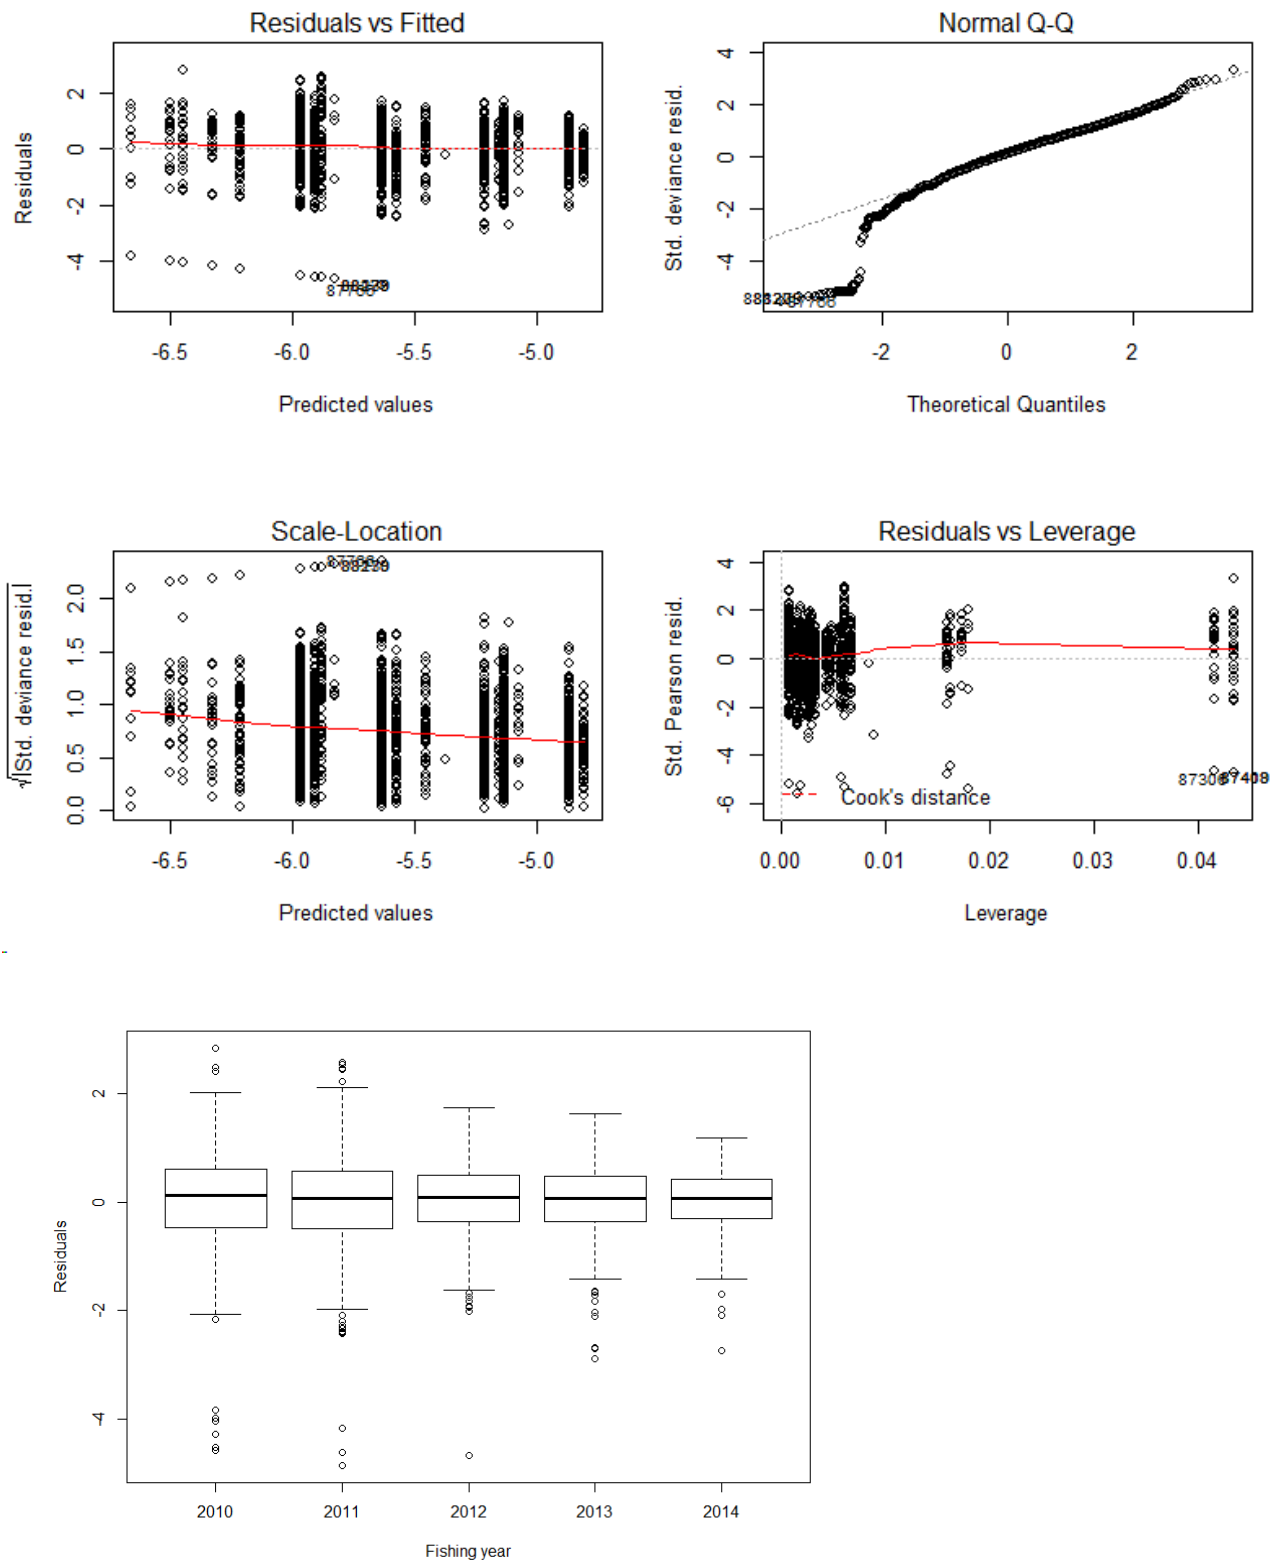 Residuals vs Fitted
Residuals
2
0
-2
-4
87766
-6.5 -6.0 -5.5 -5.0
Predicted values
Normal Q-Q
Std. deviance resid.
4
2
0
-2
-4
87766
-2 0 2
Theoretical Quantiles
Scale-Location
√|Std. deviance resid.|
2.0
1.5
1.0
0.5
0.0
87766
-6.5 -6.0 -5.5 -5.0
Predicted values
Residuals vs Leverage
Std. Pearson resid.
4
2
0
-2
-4
-6
Cook's distance
0.00 0.01 0.02 0.03 0.04
Leverage
Residuals
2
0
-2
-4
2010 2011 2012 2013 2014
Fishing year